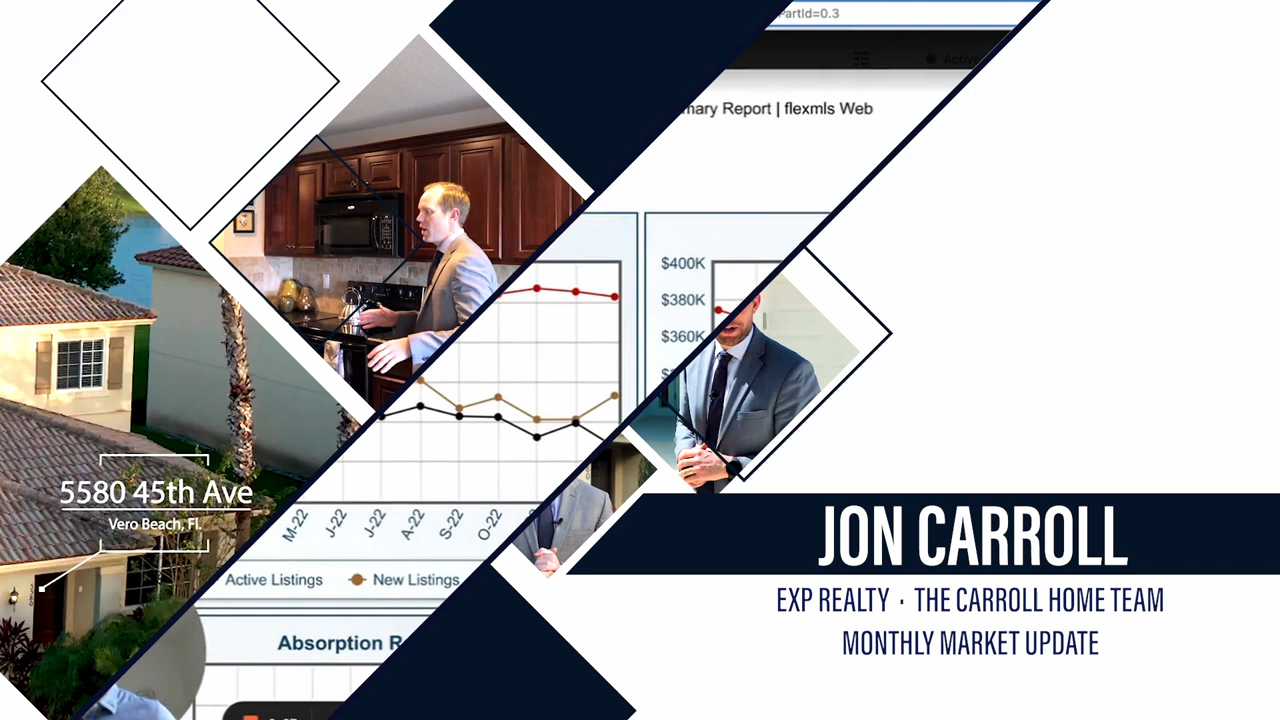 PartId=0.3
Active
mary Report | flexmls Web
$400K
$380K
$360K
5580 45th Ave
Vero Beach, Fl.
M-22
J-22
J-22
A-22
S-22
O-22
Active Listings
New Listings
Absorption R
JON CARROLL
EXP REALTY · THE CARROLL HOME TEAM
MONTHLY MARKET UPDATE